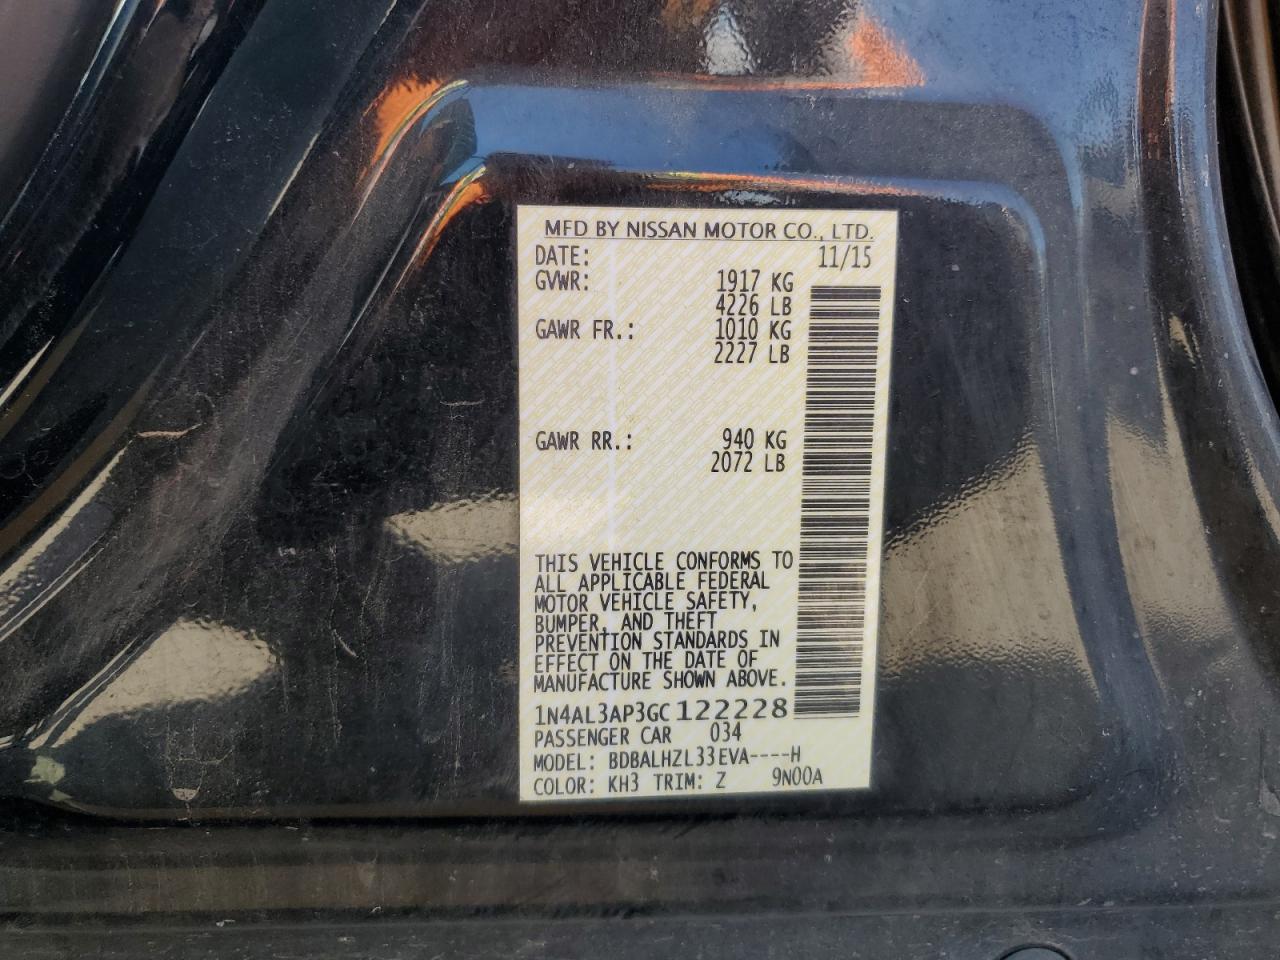 MFD BY NISSAN MOTOR CO., LTD.
DATE: 11/15
GVWR: 1917 KG
4226 LB
GAWR FR.: 1010 KG
2227 LB
GAWR RR.: 940 KG
2072 LB
THIS VEHICLE CONFORMS TO
ALL APPLICABLE FEDERAL
MOTOR VEHICLE SAFETY,
BUMPER, AND THEFT
PREVENTION STANDARDS IN
EFFECT ON THE DATE OF
MANUFACTURE SHOWN ABOVE.
1N4AL3AP3GC122228
PASSENGER CAR 034
MODEL: BDBALHZL33EVA----H
COLOR: KH3 TRIM: Z 9N00A